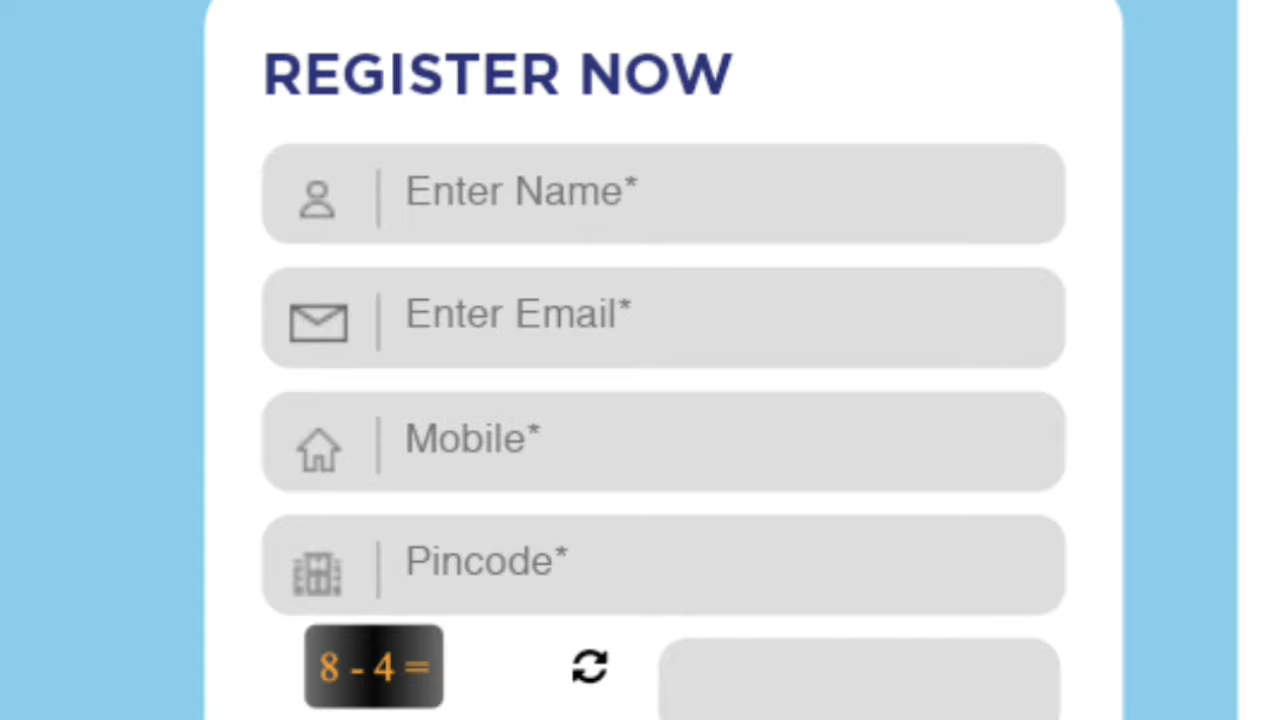 REGISTER NOW
Enter Name*
Enter Email*
Mobile*
Pincode*
8 - 4 =